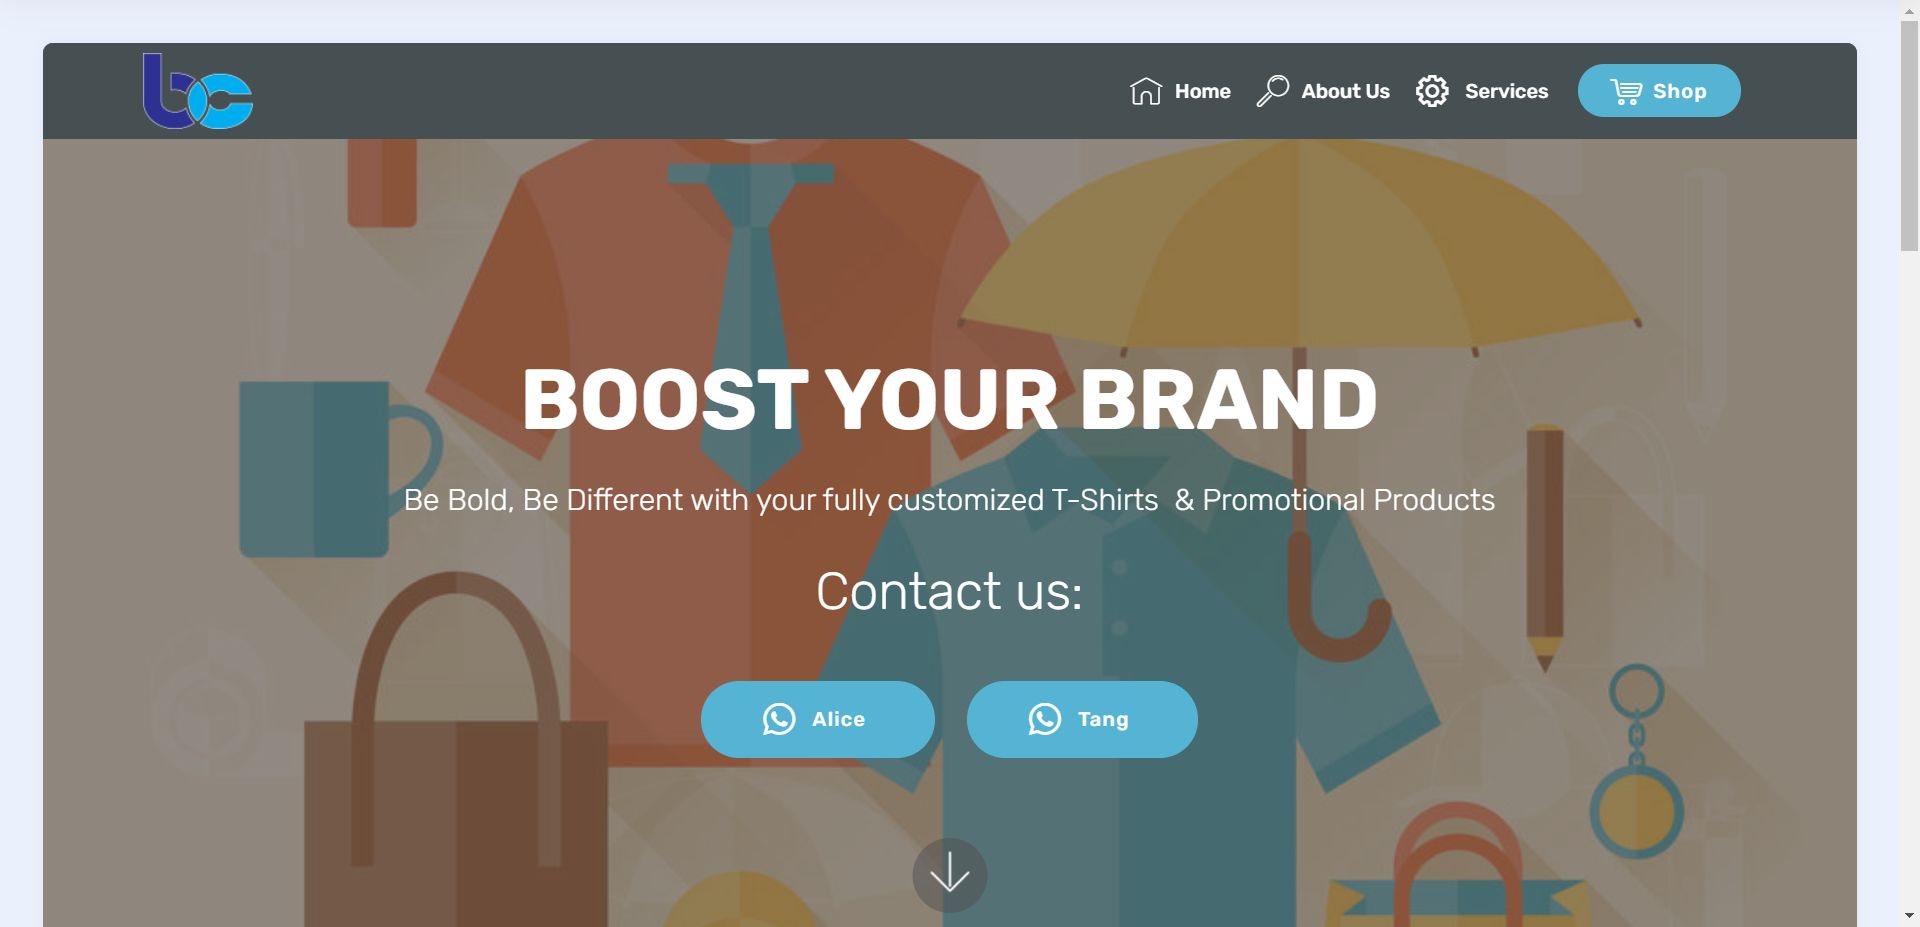 bc
Home About Us Services Shop
BOOST YOUR BRAND
Be Bold, Be Different with your fully customized T-Shirts & Promotional Products
Contact us:
Alice Tang